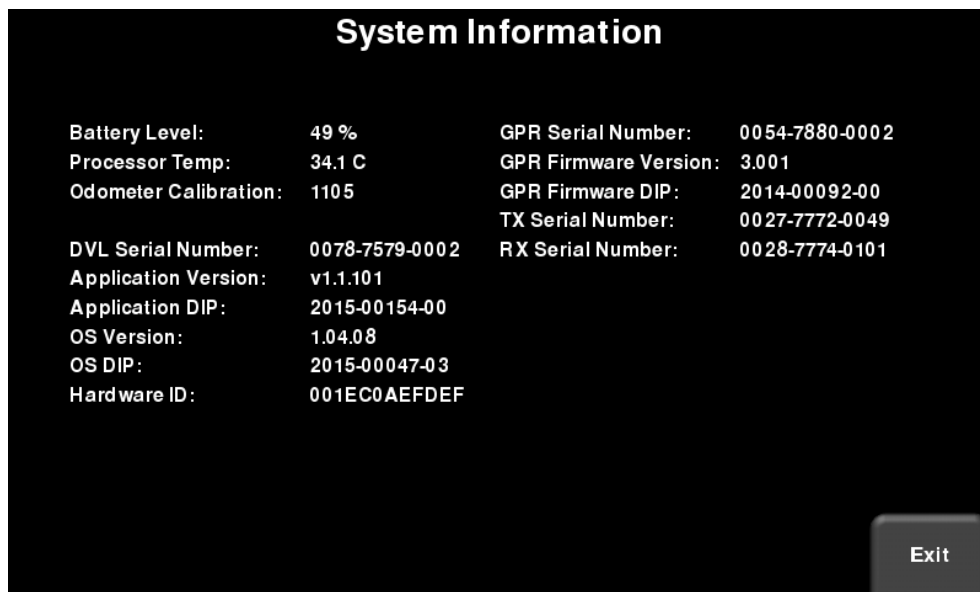 System Information
Battery Level: 49 % GPR Serial Number: 0054-7880-0002
Processor Temp: 34.1 C GPR Firmware Version: 3.001
Odometer Calibration: 1105 GPR Firmware DIP: 2014-00092-00
TX Serial Number: 0027-7772-0049
DVL Serial Number: 0078-7579-0002 RX Serial Number: 0028-7774-0101
Application Version: v1.1.101
Application DIP: 2015-00154-00
OS Version: 1.04.08
OS DIP: 2015-00047-03
Hardware ID: 001EC0AEFDEF
Exit